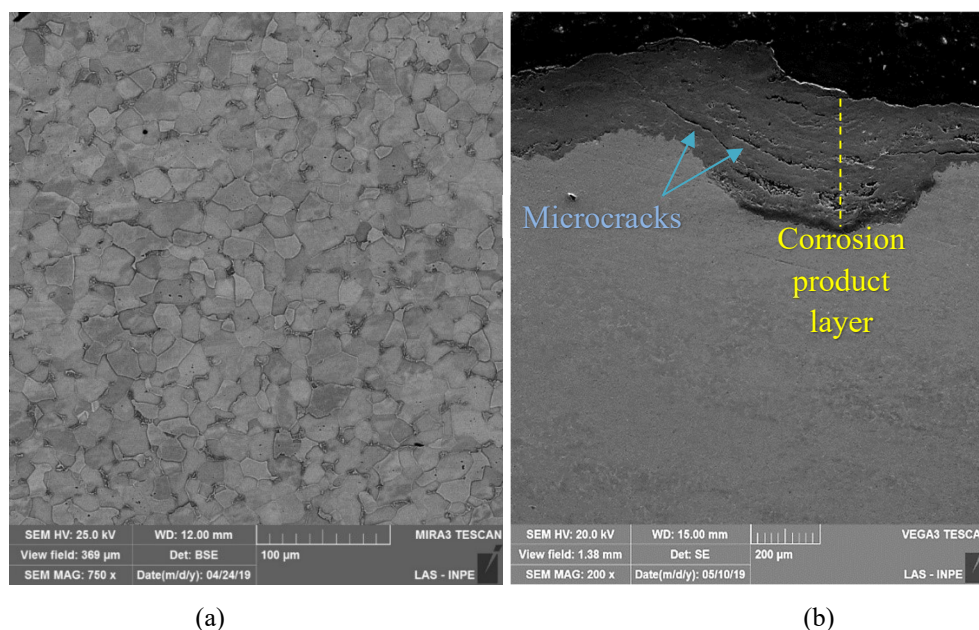 Microcracks
Corrosion
product
layer
SEM HV: 25.0 kV WD: 12.00 mm MIRA3 TESCAN
View field: 369 µm Det: BSE 100 µm
SEM MAG: 750 x Date(m/d/y): 04/24/19 LAS - INPE
SEM HV: 20.0 kV WD: 15.00 mm VEGA3 TESCA
View field: 1.38 mm Det: SE 200 µm
SEM MAG: 200 x Date(m/d/y): 05/10/19 LAS - INPE
(a)
(b)